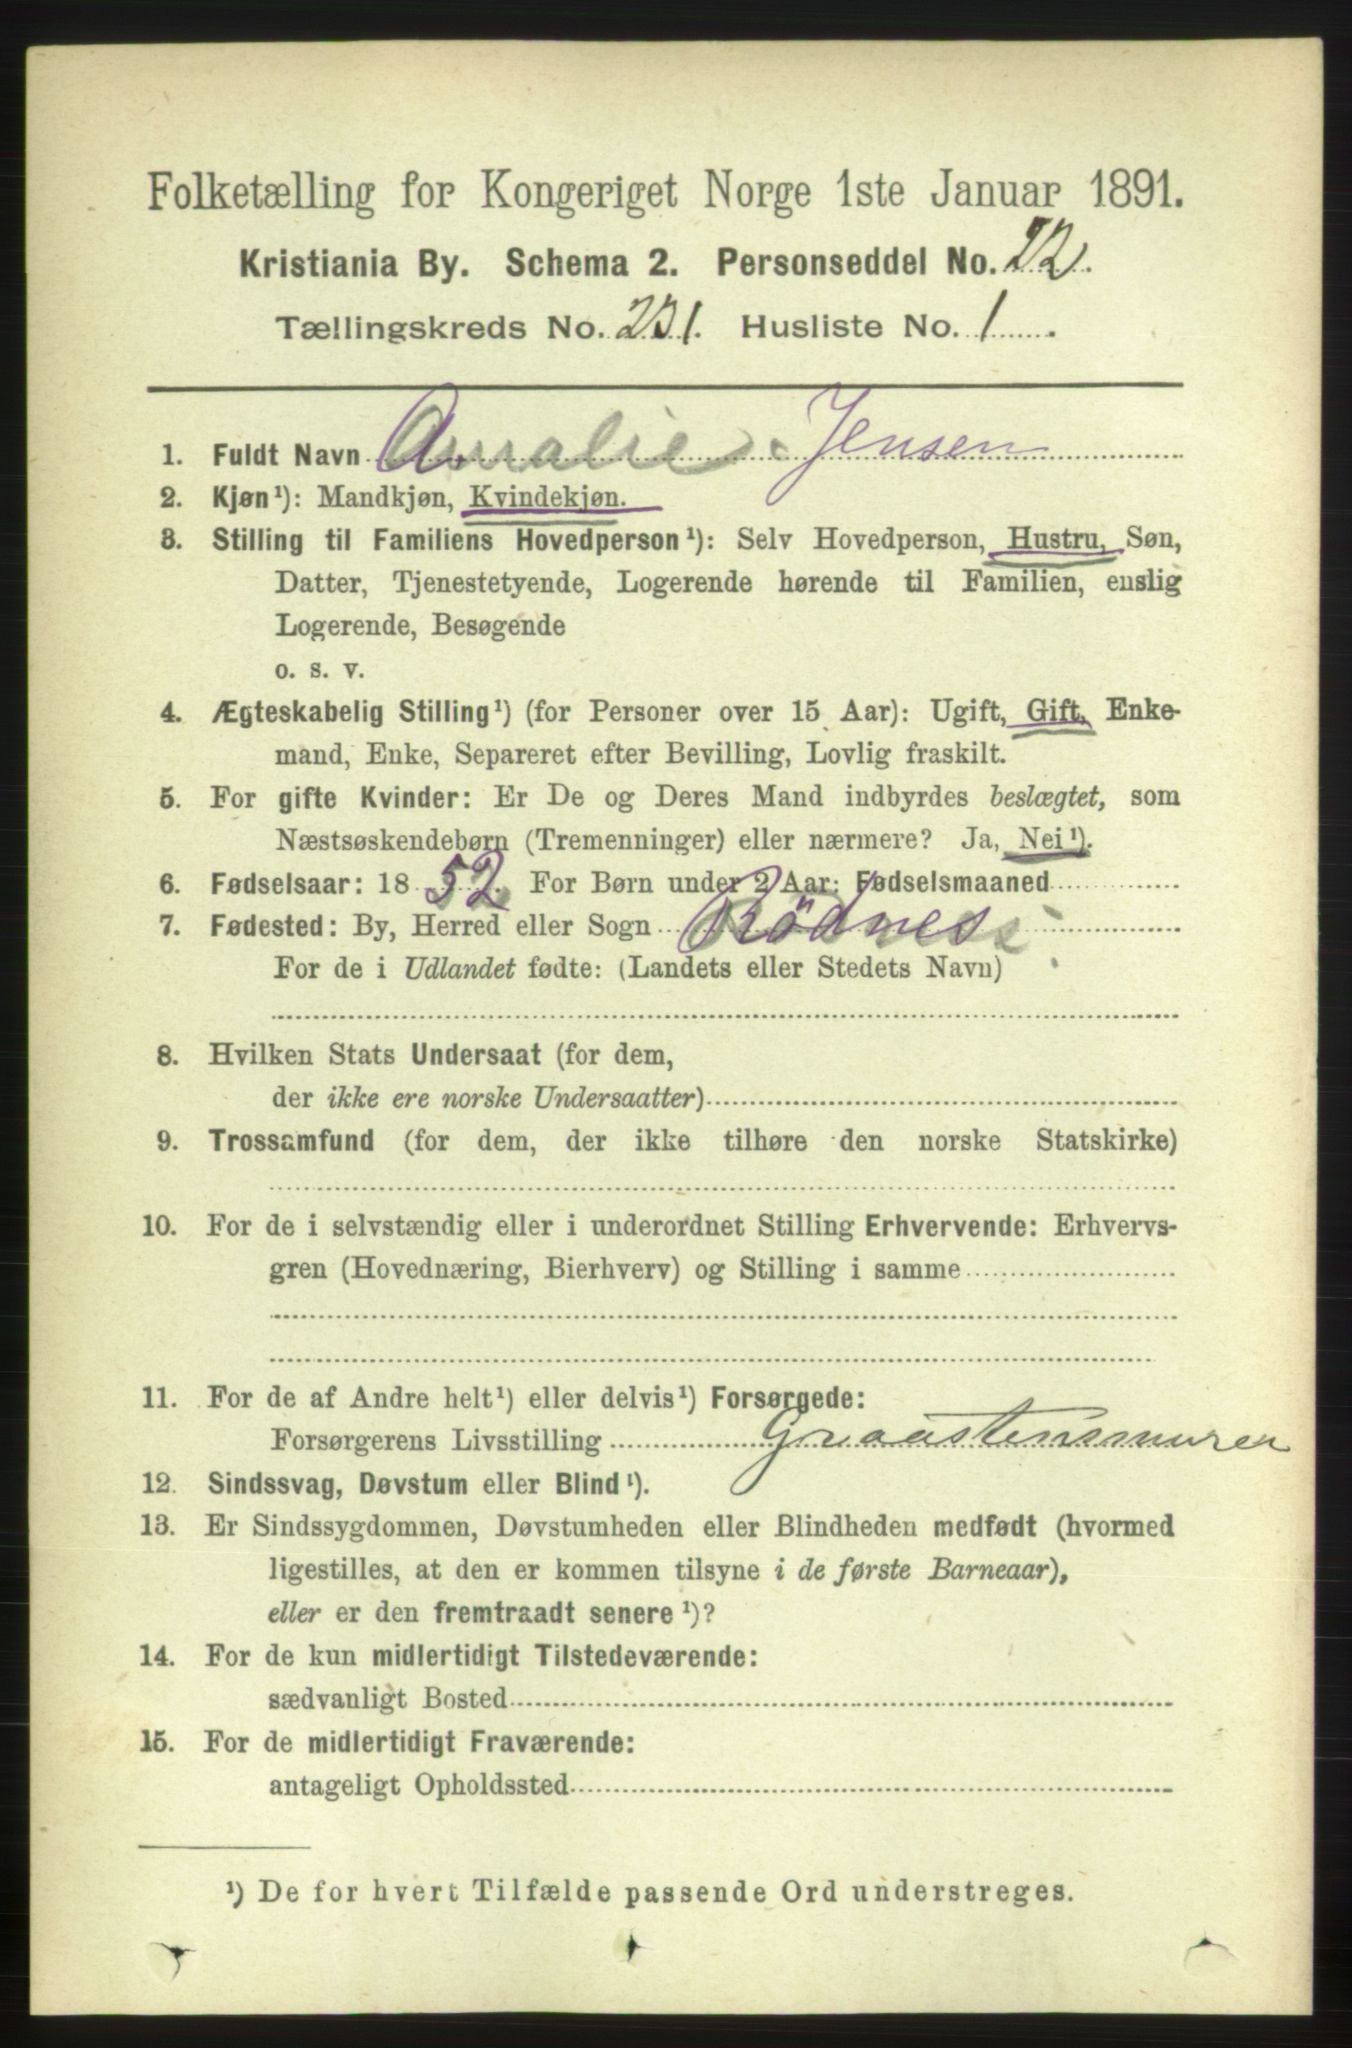 Folketælling for Kongeriget Norge 1ste Januar 1891.
Kristiania By. Schema 2. Personseddel No. 22.
Tællingskreds No. 231. Husliste No. 1.
1. Fuldt Navn Amalie Jensen
2. Kjøn¹): Mandkjøn, Kvindekjøn.
3. Stilling til Familiens Hovedperson¹): Selv Hovedperson, Hustru, Søn,
Datter, Tjenestetyende, Logerende hørende til Familien, enslig
Logerende, Besøgende
o. s. v.
4. Ægteskabelig Stilling¹) (for Personer over 15 Aar): Ugift, Gift, Enke-
mand, Enke, Separeret efter Bevilling, Lovlig fraskilt.
5. For gifte Kvinder: Er De og Deres Mand indbyrdes beslægtet, som
Næstsøskendebørn (Tremenninger) eller nærmere? Ja, Nei¹).
6. Fødselsaar: 1852. For Børn under 2 Aar: Fødselsmaaned
7. Fødested: By, Herred eller Sogn Rödness
For de i Udlandet fødte: (Landets eller Stedets Navn)
8. Hvilken Stats Undersaat (for dem,
der ikke ere norske Undersaatter)
9. Trossamfund (for dem, der ikke tilhøre den norske Statskirke)
10. For de i selvstændig eller i underordnet Stilling Erhvervende: Erhvervs-
gren (Hovednæring, Bierhverv) og Stilling i samme
11. For de af Andre helt¹) eller delvis¹) Forsørgede:
Forsørgerens Livsstilling Graastensmurer
12. Sindssvag, Døvstum eller Blind¹).
13. Er Sindssygdommen, Døvstumheden eller Blindheden medfødt (hvormed
ligestilles, at den er kommen tilsyne i de første Barneaar),
eller er den fremtraadt senere¹)?
14. For de kun midlertidigt Tilstedeværende:
sædvanligt Bosted
15. For de midlertidigt Fraværende:
antageligt Opholdssted
¹) De for hvert Tilfælde passende Ord understreges.